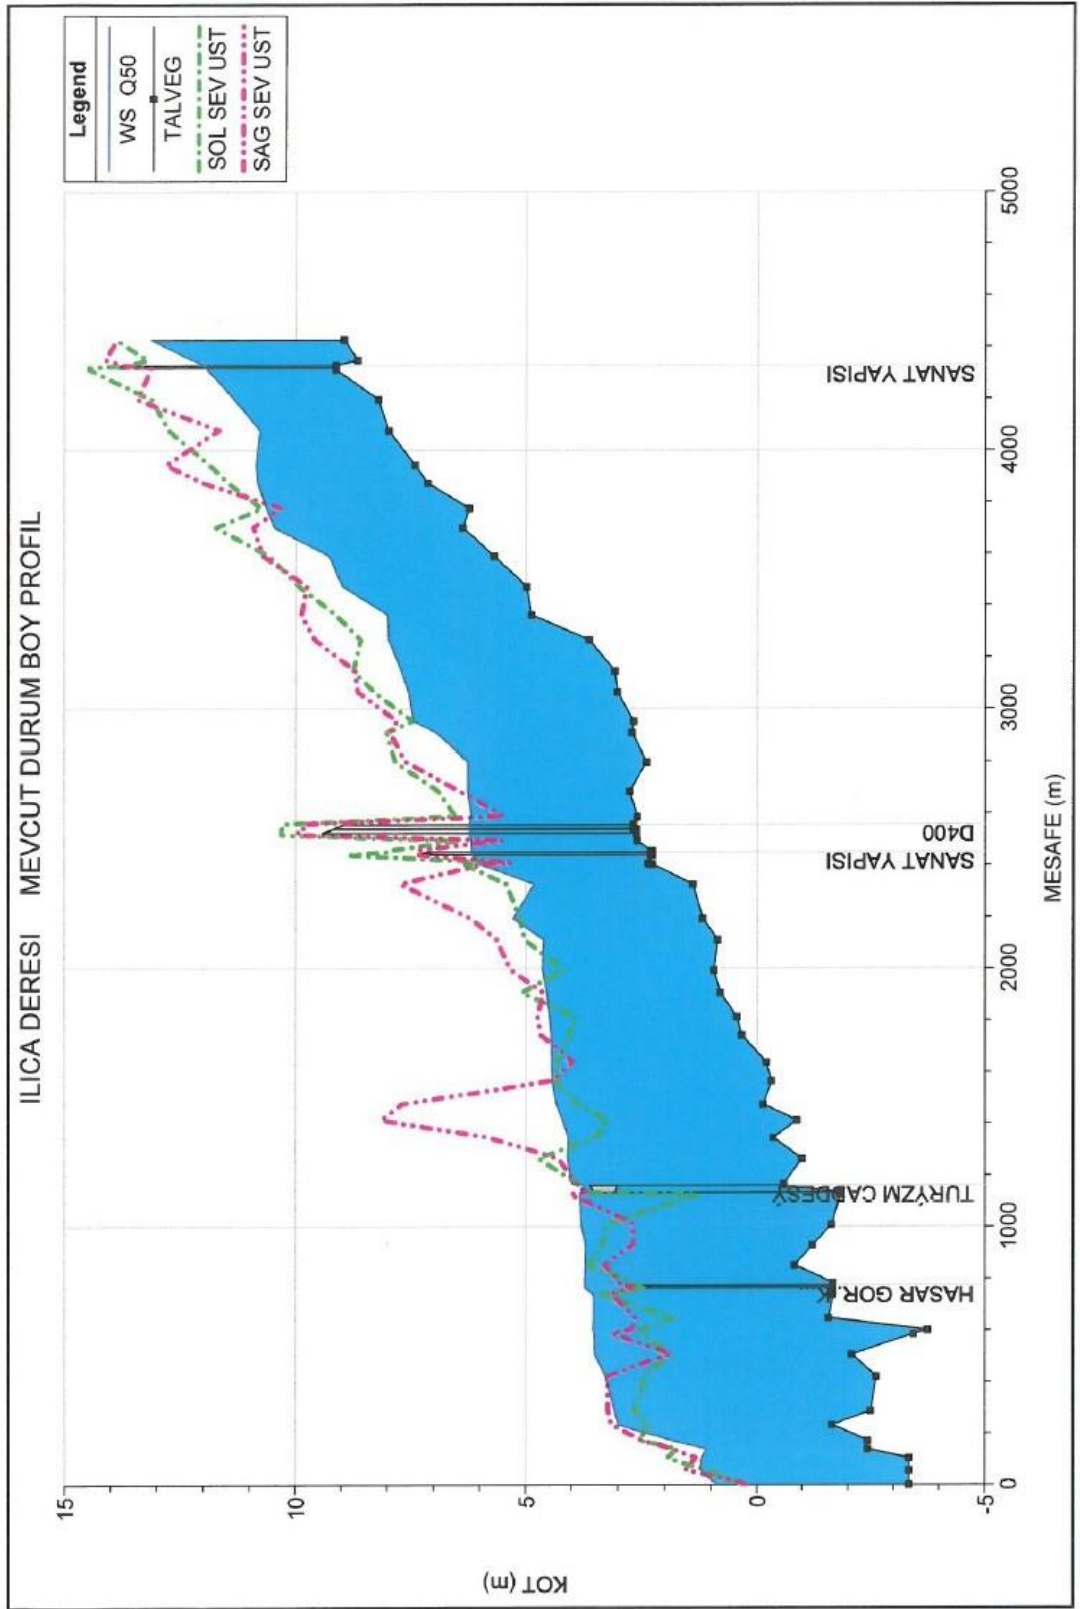 ILICA DERESI MEVCUT DURUM BOY PROFIL
Legend
WS Q50
TALVEG
SOL SEV UST
SAG SEV UST
KOT (m)
15
10
5
0
-5
HASAR GOR. K...
TURÝZM CADDESÝ
SANAT YAPISI
D400
SANAT YAPISI
0
1000
2000
3000
4000
5000
MESAFE (m)